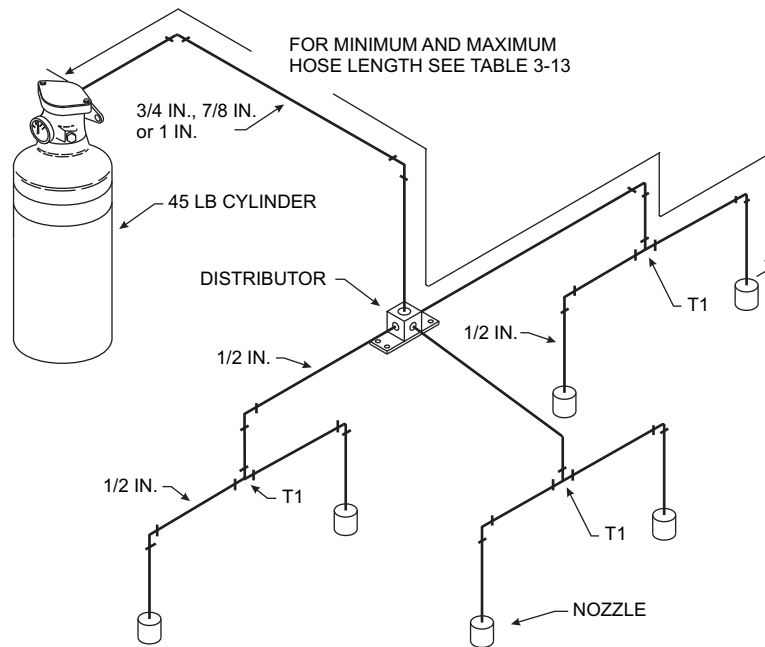 FOR MINIMUM AND MAXIMUM
HOSE LENGTH SEE TABLE 3-13
3/4 IN., 7/8 IN.
or 1 IN.
45 LB CYLINDER
DISTRIBUTOR
T1
1/2 IN.
1/2 IN.
1/2 IN.
T1
T1
NOZZLE